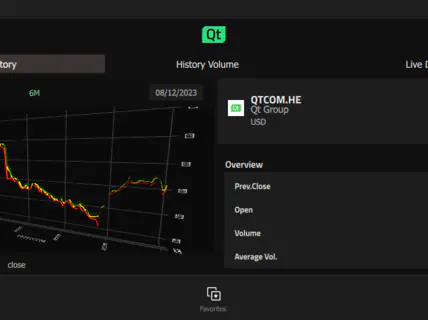 Qt
tory
History Volume
Live D
6M
08/12/2023
QTCOM.HE
Qt Group
USD
Overview
Prev.Close
Open
Volume
Average Vol.
close
Favorites